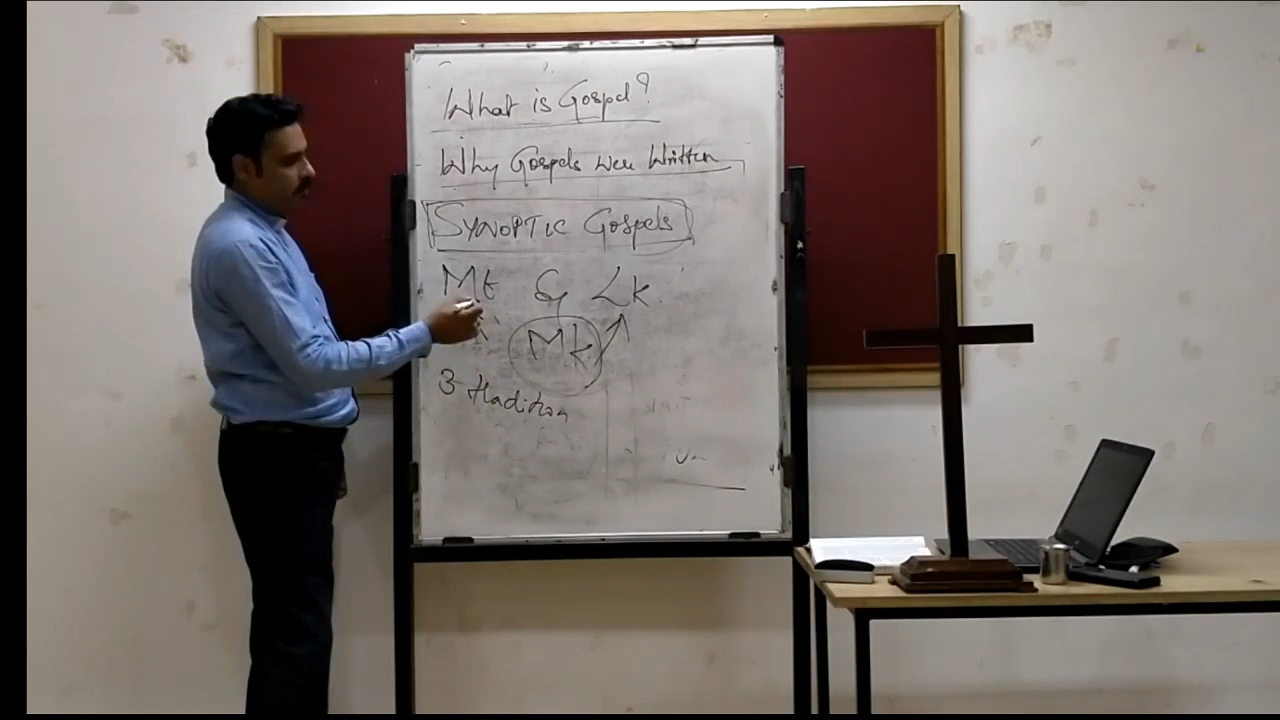 What is Gospel?
Why Gospels were Written
SYNOPTIC Gospels
Mt & Lk
Mk
3 tradition